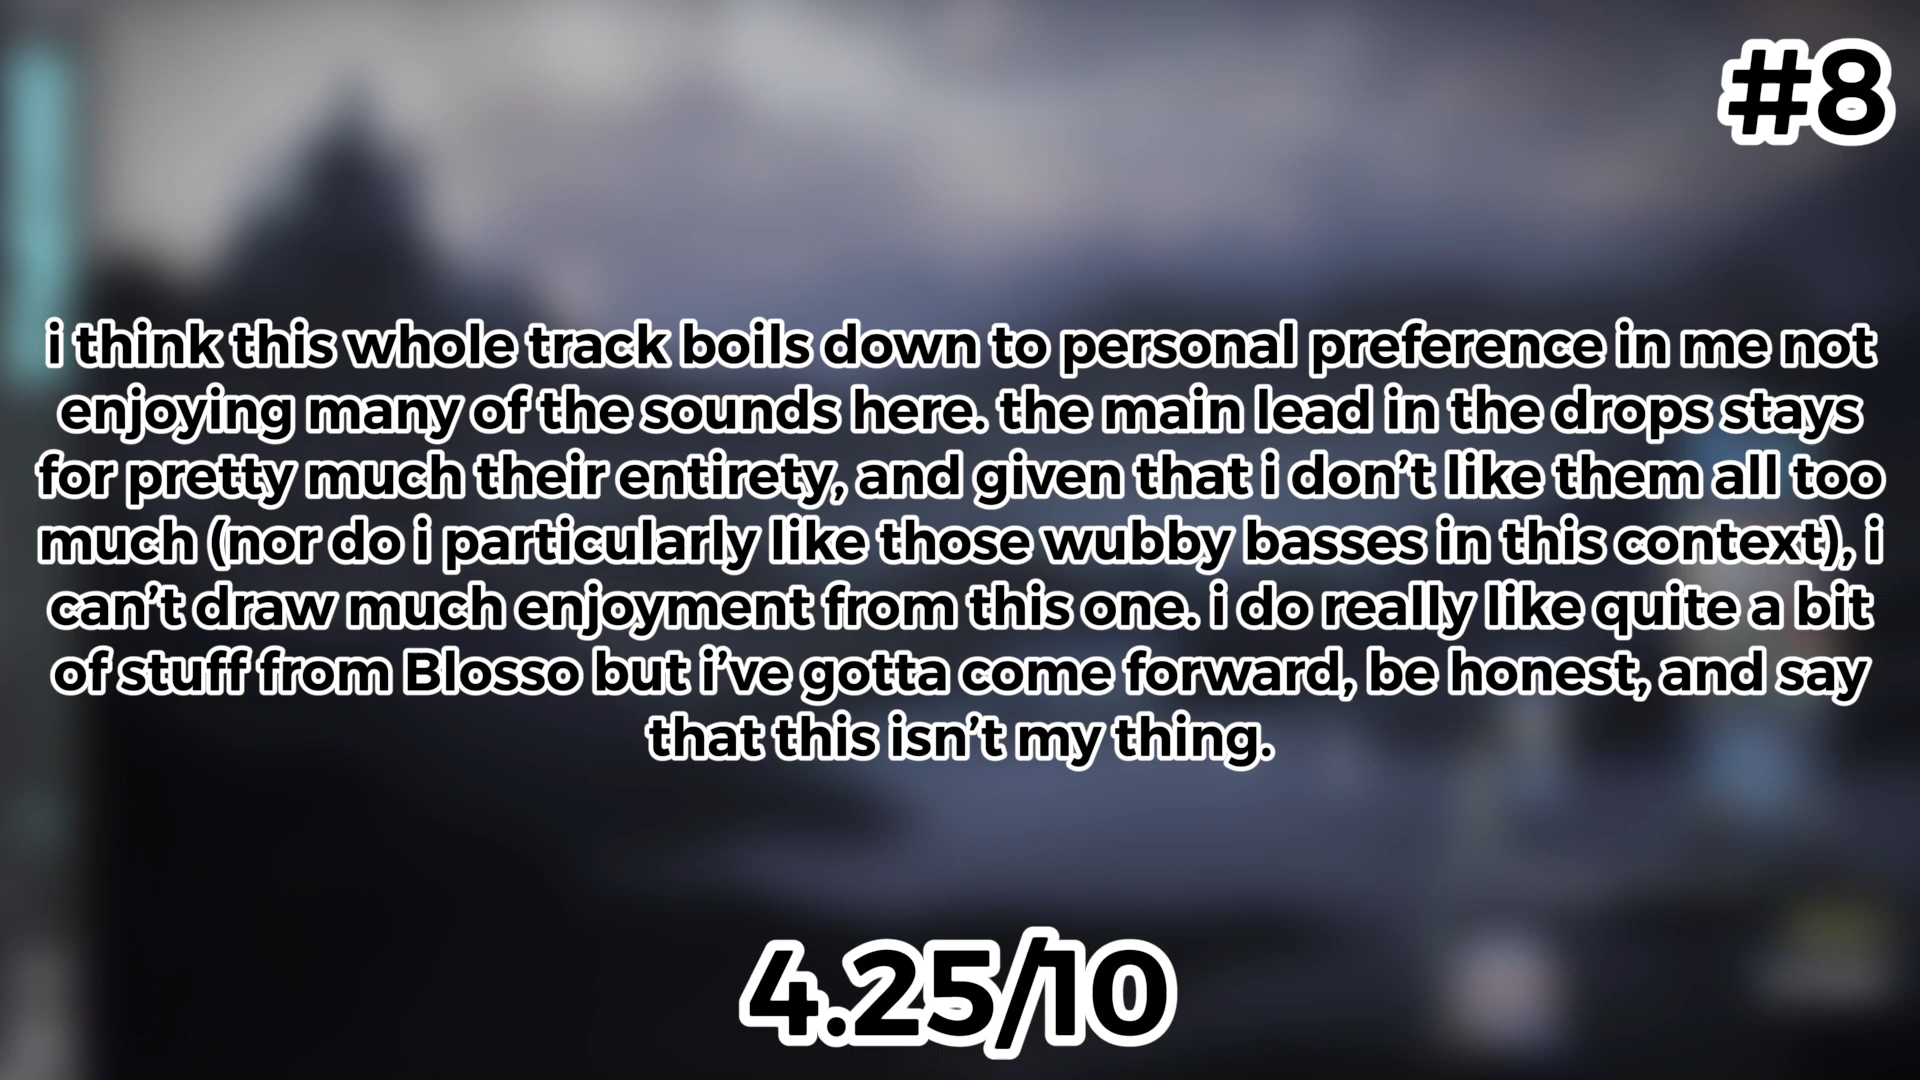 #8
i think this whole track boils down to personal preference in me not
enjoying many of the sounds here. the main lead in the drops stays
for pretty much their entirety, and given that i don’t like them all too
much (nor do i particularly like those wubby basses in this context), i
can’t draw much enjoyment from this one. i do really like quite a bit
of stuff from Blosso but i’ve gotta come forward, be honest, and say
that this isn’t my thing.
4.25/10